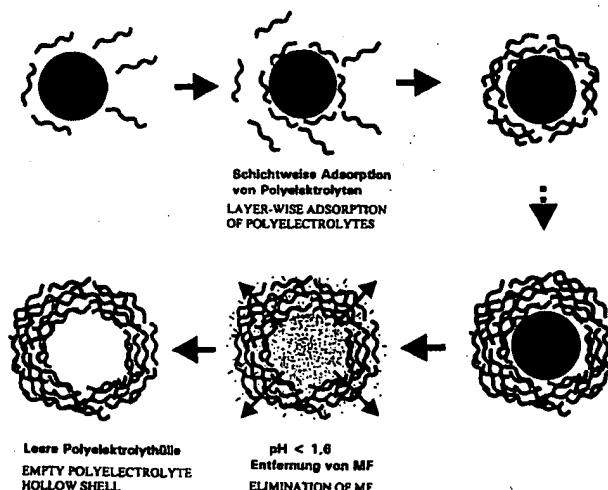 Schichtweise Adsorption
von Polyelektrolyten
LAYER-WISE ADSORPTION
OF POLYELECTROLYTES
Leere Polyelektrolythülle
EMPTY POLYELECTROLYTE
HOLLOW SHELL
pH < 1,6
Entfernung von MF
ELIMINATION OF MF